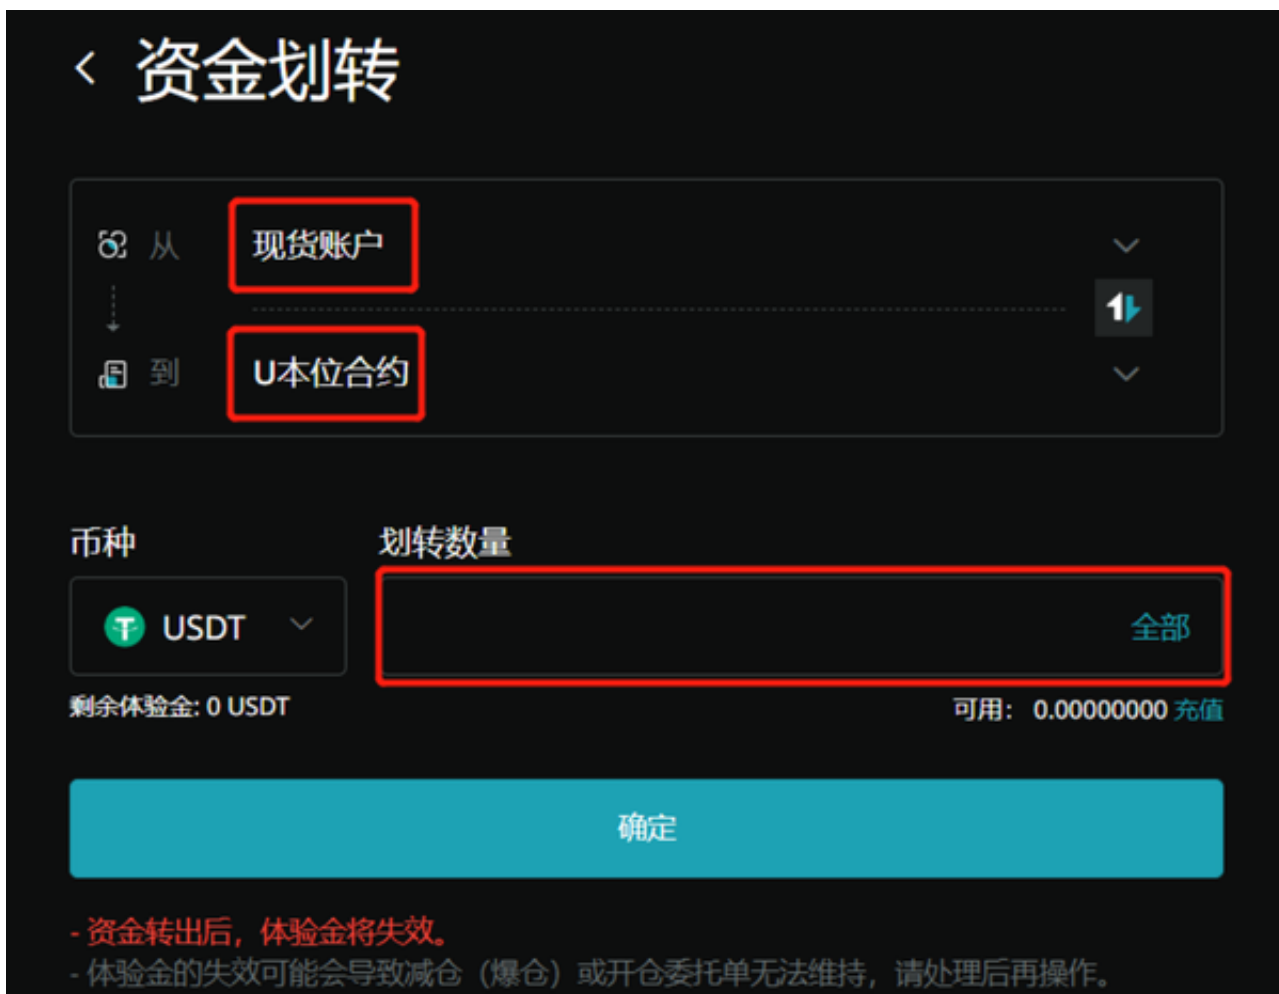 资金划转
从 现货账户
到 U本位合约
币种 划转数量
USDT 全部
剩余体验金: 0 USDT 可用： 0.00000000 充值
确定
- 资金转出后，体验金将失效。
- 体验金的失效可能会导致减仓（爆仓）或开仓委托单无法维持，请处理后再操作。